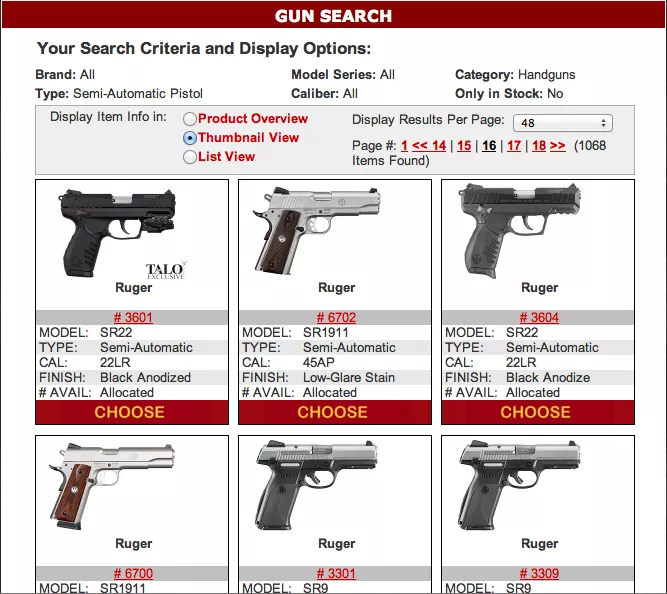 GUN SEARCH
Your Search Criteria and Display Options:
Brand: All Model Series: All Category: Handguns
Type: Semi-Automatic Pistol Caliber: All Only in Stock: No
Display Item Info in:
Product Overview
Thumbnail View
List View
Display Results Per Page: 48
Page #: 1 << 14 | 15 | 16 | 17 | 18 >> (1068
Items Found)
TALO
EXCLUSIVE
Ruger Ruger Ruger
# 3601 # 6702 # 3604
MODEL: SR22 MODEL: SR1911 MODEL: SR22
TYPE: Semi-Automatic TYPE: Semi-Automatic TYPE: Semi-Automatic
CAL: 22LR CAL: 45AP CAL: 22LR
FINISH: Black Anodized FINISH: Low-Glare Stain FINISH: Black Anodize
# AVAIL: Allocated # AVAIL: Allocated # AVAIL: Allocated
CHOOSE CHOOSE CHOOSE
Ruger Ruger Ruger
# 6700 # 3301 # 3309
MODEL: SR1911 MODEL: SR9 MODEL: SR9